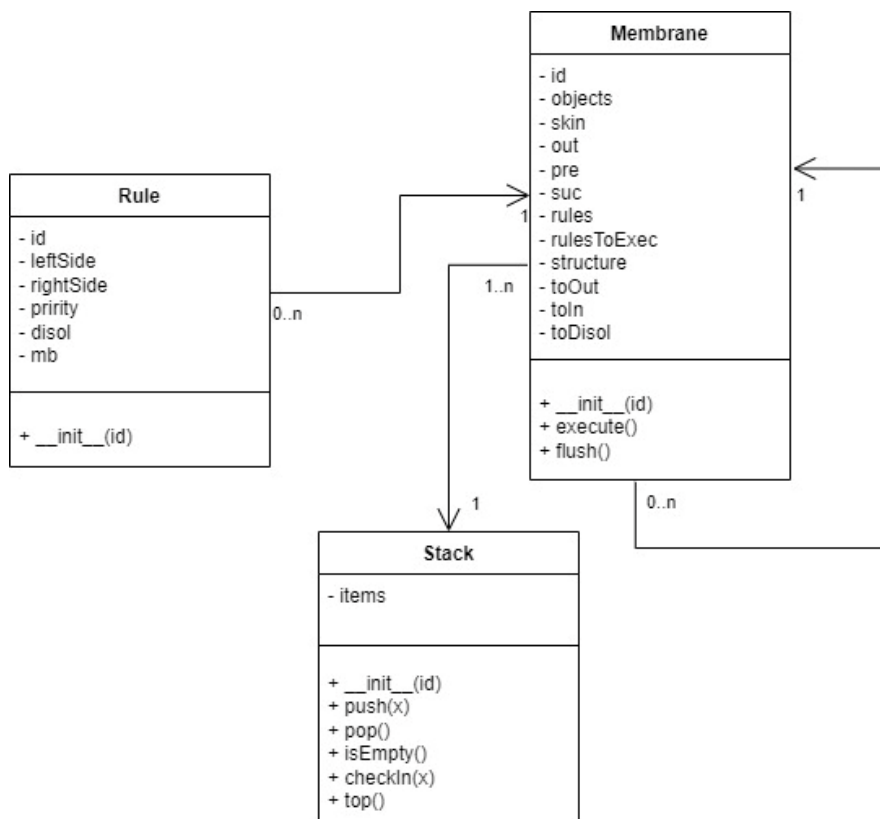 Membrane
- id
- objects
- skin
- out
- pre
- suc
- rules
- rulesToExec
- structure
- toOut
- toIn
- toDisol
+ __init__(id)
+ execute()
+ flush()
Rule
- id
- leftSide
- rightSide
- pririty
- disol
- mb
+ __init__(id)
0..n
1
1
1..n
0..n
1
Stack
- items
+ __init__(id)
+ push(x)
+ pop()
+ isEmpty()
+ checkIn(x)
+ top()